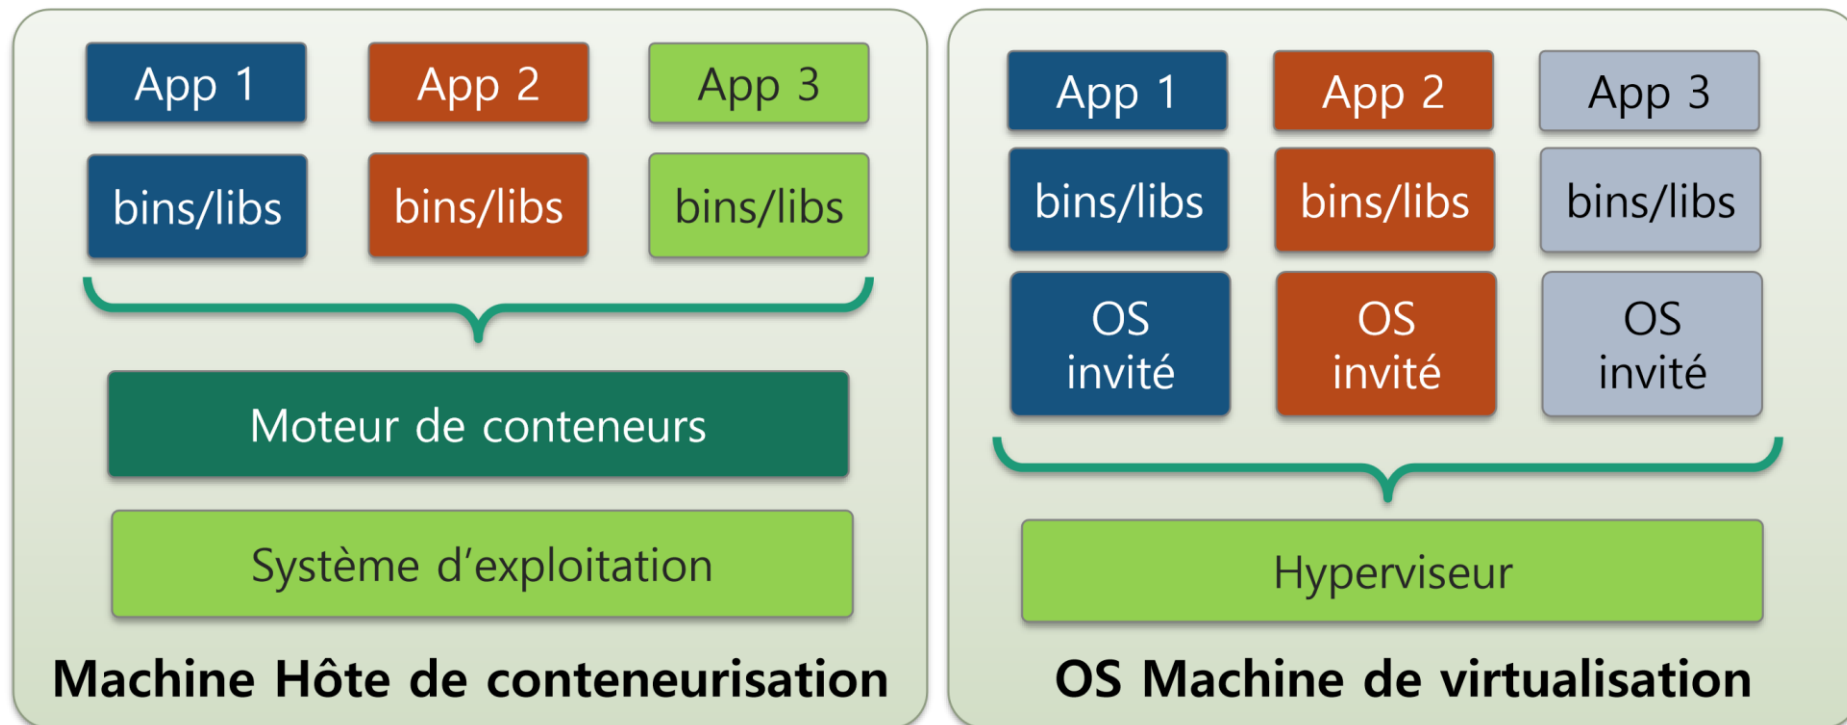 App 1
App 2
App 3
bins/libs
bins/libs
bins/libs
Moteur de conteneurs
Système d’exploitation
Machine Hôte de conteneurisation
App 1
App 2
App 3
bins/libs
bins/libs
bins/libs
OS
invité
OS
invité
OS
invité
Hyperviseur
OS Machine de virtualisation